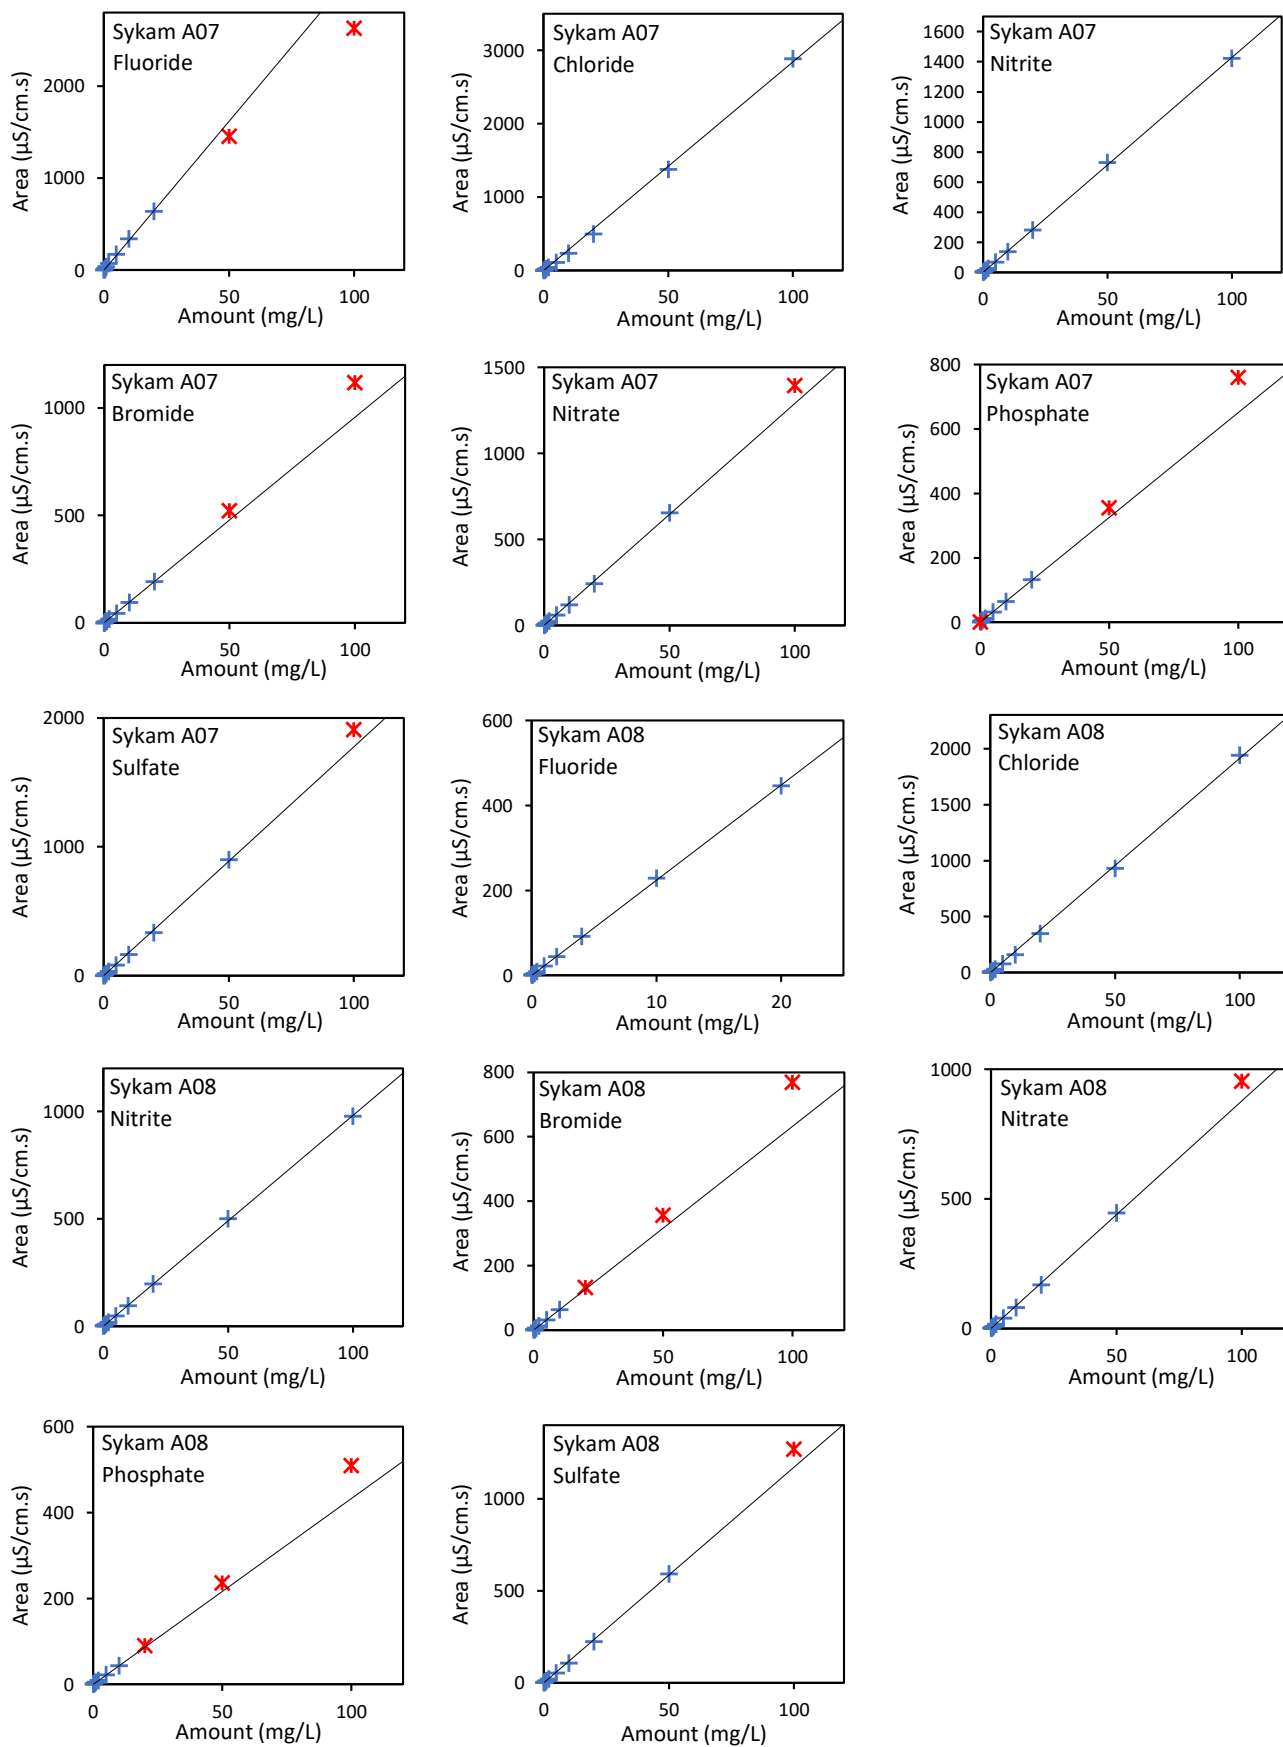 Sykam A07
Fluoride
2000
1000
0
0 50 100
Area (µS/cm.s)
Amount (mg/L)
Sykam A07
Chloride
3000
2000
1000
0
0 50 100
Area (µS/cm.s)
Amount (mg/L)
Sykam A07
Nitrite
1600
1400
1200
1000
800
600
400
200
0
0 50 100
Area (µS/cm.s)
Amount (mg/L)
Sykam A07
Bromide
1000
500
0
0 50 100
Area (µS/cm.s)
Amount (mg/L)
Sykam A07
Nitrate
1500
1000
500
0
0 50 100
Area (µS/cm.s)
Amount (mg/L)
Sykam A07
Phosphate
800
600
400
200
0
0 50 100
Area (µS/cm.s)
Amount (mg/L)
Sykam A07
Sulfate
2000
1000
0
0 50 100
Area (µS/cm.s)
Amount (mg/L)
Sykam A08
Fluoride
600
400
200
0
0 10 20
Area (µS/cm.s)
Amount (mg/L)
Sykam A08
Chloride
2000
1500
1000
500
0
0 50 100
Area (µS/cm.s)
Amount (mg/L)
Sykam A08
Nitrite
1000
500
0
0 50 100
Area (µS/cm.s)
Amount (mg/L)
Sykam A08
Bromide
800
600
400
200
0
0 50 100
Area (µS/cm.s)
Amount (mg/L)
Sykam A08
Nitrate
1000
500
0
0 50 100
Area (µS/cm.s)
Amount (mg/L)
Sykam A08
Phosphate
600
400
200
0
0 50 100
Area (µS/cm.s)
Amount (mg/L)
Sykam A08
Sulfate
1000
500
0
0 50 100
Area (µS/cm.s)
Amount (mg/L)